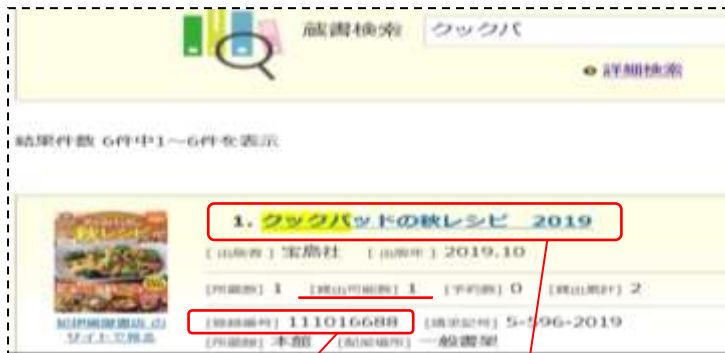 蔵書検索 クックパ
詳細検索
結果件数 6件中1～6件を表示
1. クックパッドの秋レシピ 2019
[出版者] 宝島社 [出版年] 2019.10
[所蔵数] 1 [貸出可能数] 1 [予約数] 0 [貸出累計] 2
[登録番号] 111016688 [請求記号] 5-596-2019
[所蔵館] 本館 [配架場所] 一般書架
秋レシピ
紀伊國屋書店 の
サイトで見る